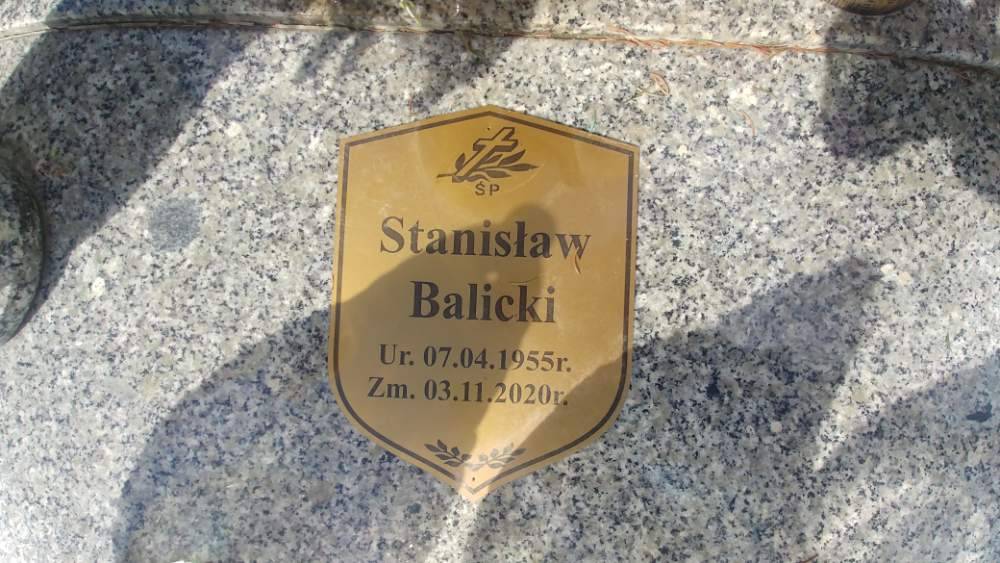 ŚP
Stanisław
Balicki
Ur. 07.04.1955r.
Zm. 03.11.2020r.